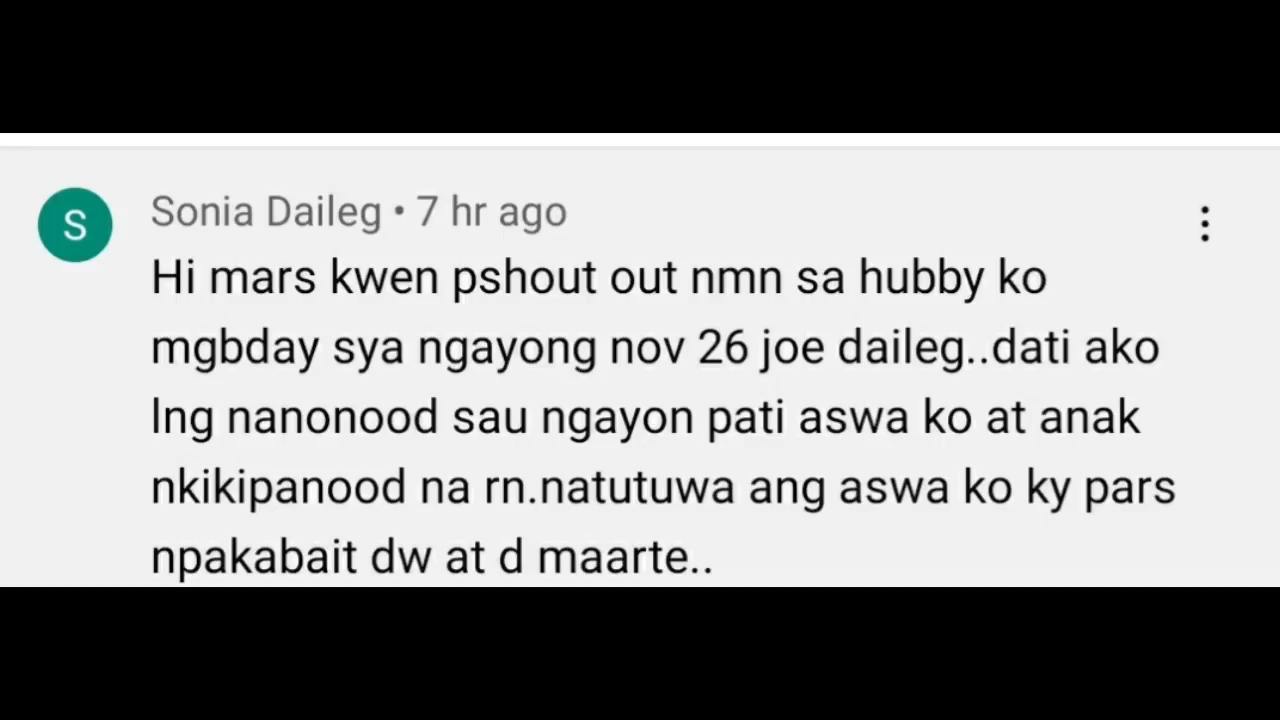 S
Sonia Daileg • 7 hr ago
Hi mars kwen pshout out nmn sa hubby ko
mgbday sya ngayong nov 26 joe daileg..dati ako
lng nanonood sau ngayon pati aswa ko at anak
nkikipanood na rn.natutuwa ang aswa ko ky pars
npakabait dw at d maarte..